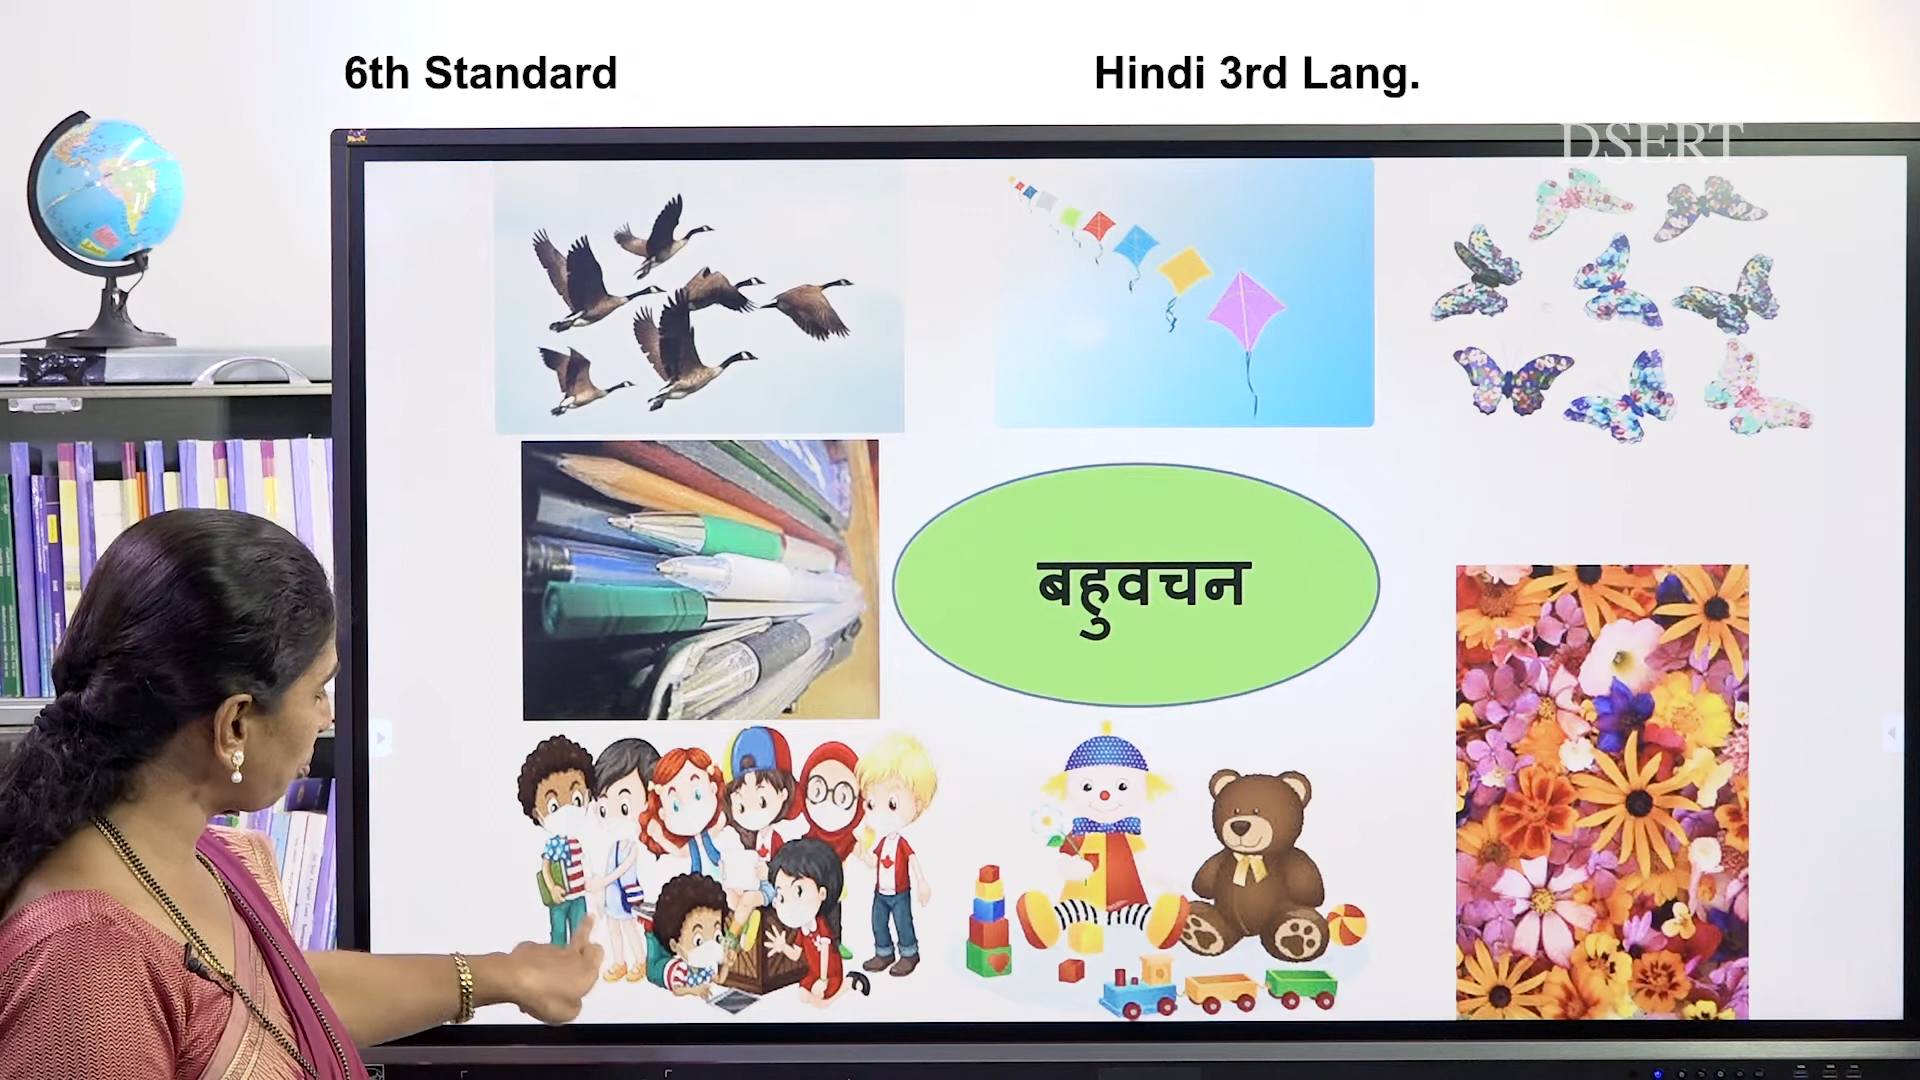 6th Standard
Hindi 3rd Lang.
DSERT
बहुवचन